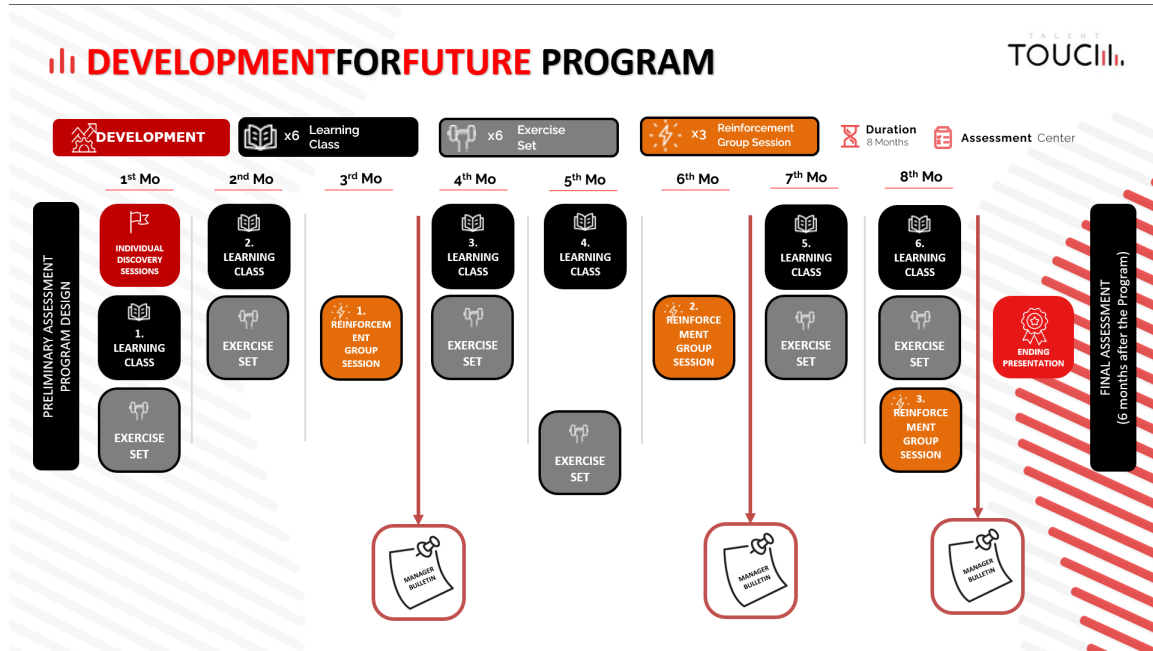 DEVELOPMENTFORFUTURE PROGRAM
TALENT
TOUCH
DEVELOPMENT
x6 Learning
Class
x6 Exercise
Set
x3 Reinforcement
Group Session
Duration
8 Months
Assessment Center
1st Mo
2nd Mo
3rd Mo
4th Mo
5th Mo
6th Mo
7th Mo
8th Mo
PRELIMINARY ASSESSMENT
PROGRAM DESIGN
INDIVIDUAL
DISCOVERY
SESSIONS
1.
LEARNING
CLASS
EXERCISE
SET
2.
LEARNING
CLASS
EXERCISE
SET
1.
REINFORCEM
ENT
GROUP
SESSION
3.
LEARNING
CLASS
EXERCISE
SET
4.
LEARNING
CLASS
EXERCISE
SET
2.
REINFORCE
MENT
GROUP
SESSION
5.
LEARNING
CLASS
EXERCISE
SET
6.
LEARNING
CLASS
EXERCISE
SET
3.
REINFORCE
MENT
GROUP
SESSION
ENDING
PRESENTATION
FINAL ASSESSMENT
(6 months after the Program)
MANAGER
BULLETIN
MANAGER
BULLETIN
MANAGER
BULLETIN